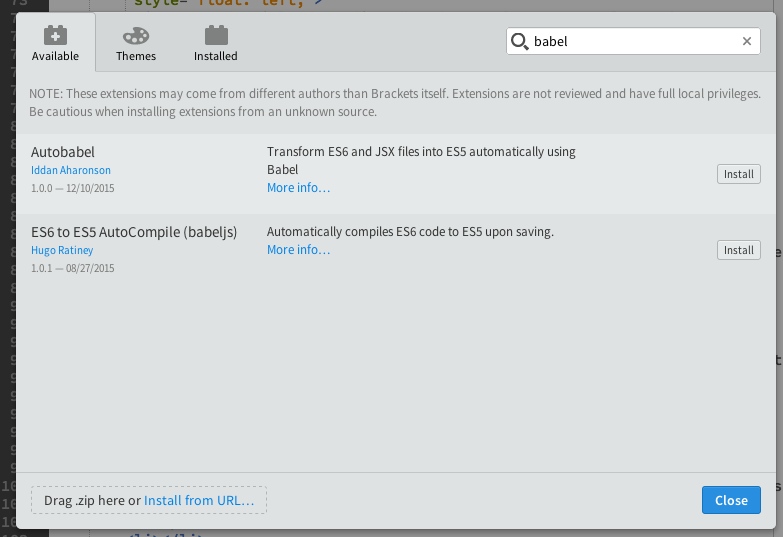 style="float: left;">
Available
Themes
Installed
babel
NOTE: These extensions may come from different authors than Brackets itself. Extensions are not reviewed and have full local privileges.
Be cautious when installing extensions from an unknown source.
Autobabel
Iddan Aharonson
1.0.0 — 12/10/2015
Transform ES6 and JSX files into ES5 automatically using
Babel
More info…
Install
ES6 to ES5 AutoCompile (babeljs)
Hugo Ratiney
1.0.1 — 08/27/2015
Automatically compiles ES6 code to ES5 upon saving.
More info…
Install
Drag .zip here or Install from URL…
Close